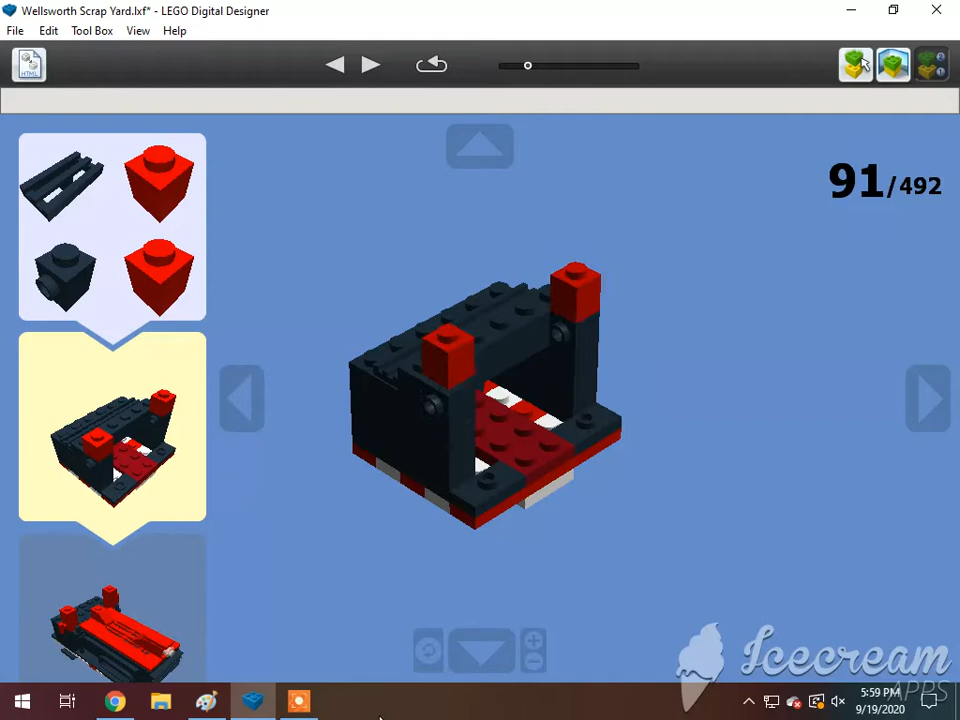 Wellsworth Scrap Yard.lxf* - LEGO Digital Designer
File Edit Tool Box View Help
HTML
91/492
Icecream
APPS
5:59 PM
9/19/2020